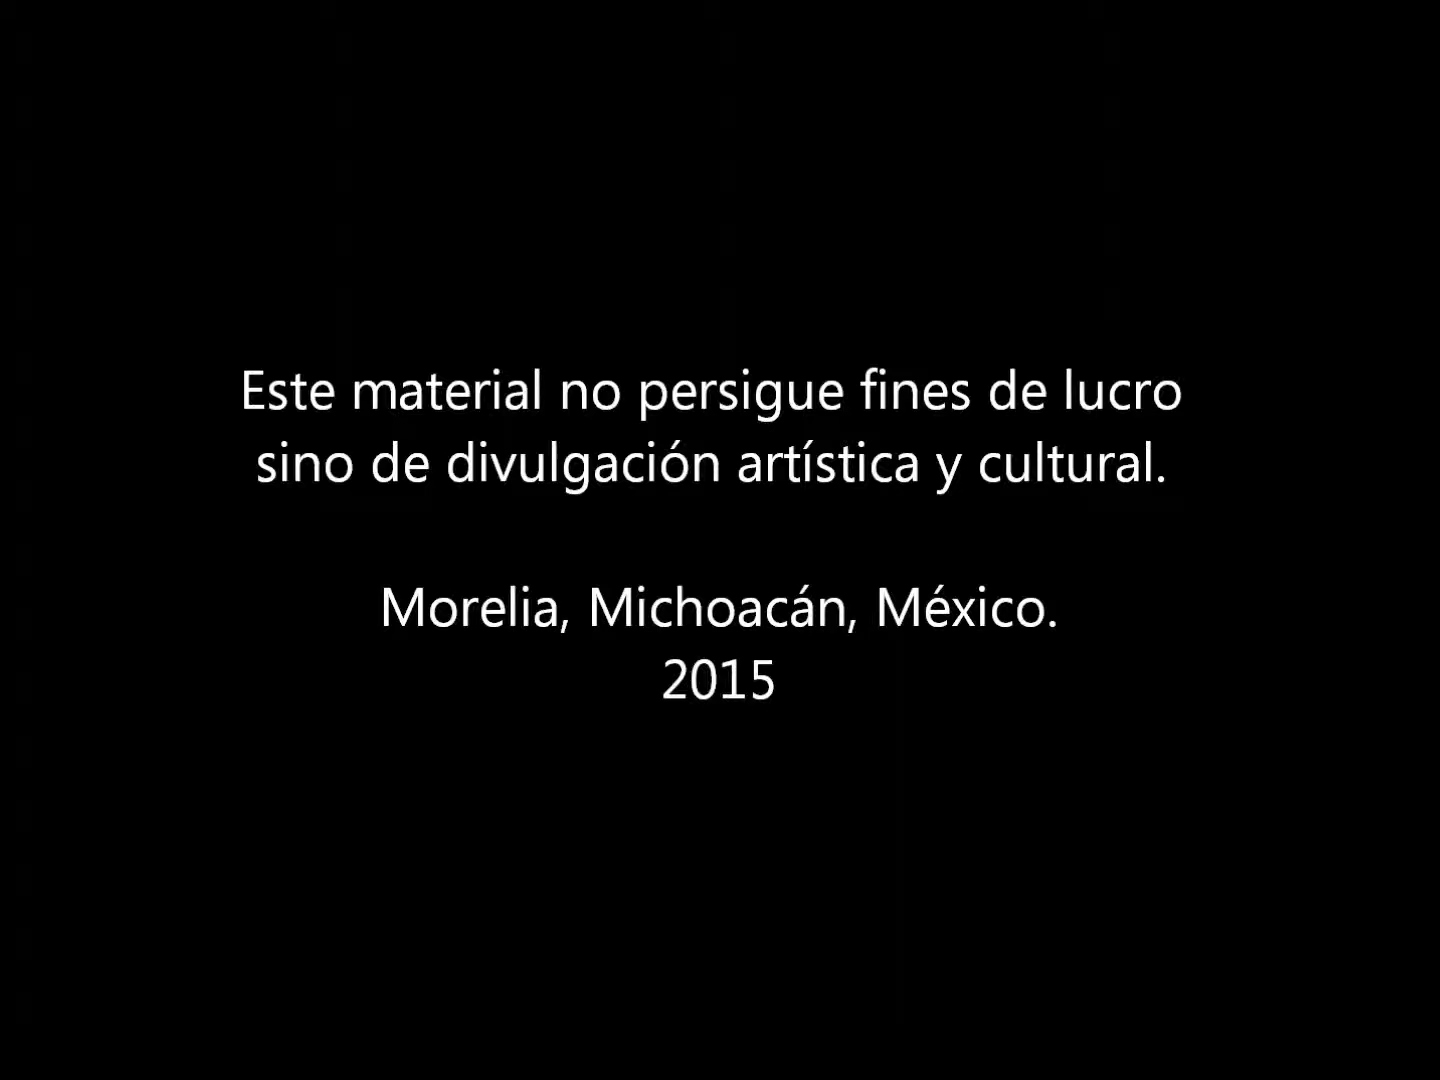 Este material no persigue fines de lucro
sino de divulgación artística y cultural.
Morelia, Michoacán, México.
2015